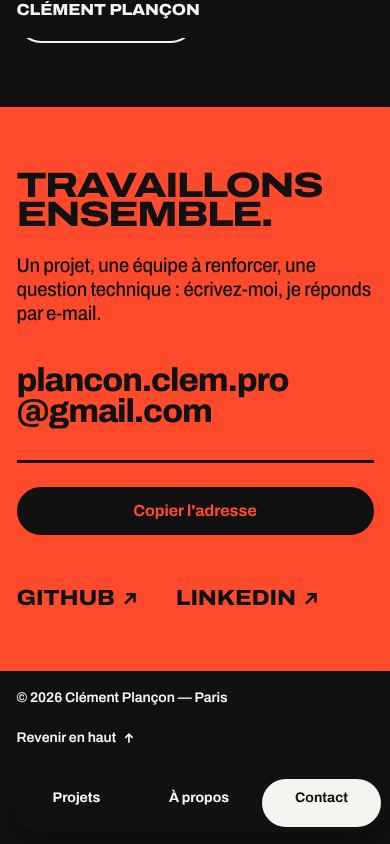 CLÉMENT PLANÇON
TRAVAILLONS
ENSEMBLE.
Un projet, une équipe à renforcer, une
question technique : écrivez-moi, je réponds
par e-mail.
plancon.clem.pro
@gmail.com
Copier l'adresse
GITHUB ↗ LINKEDIN ↗
© 2026 Clément Plançon — Paris
Revenir en haut ↑
Projets À propos Contact